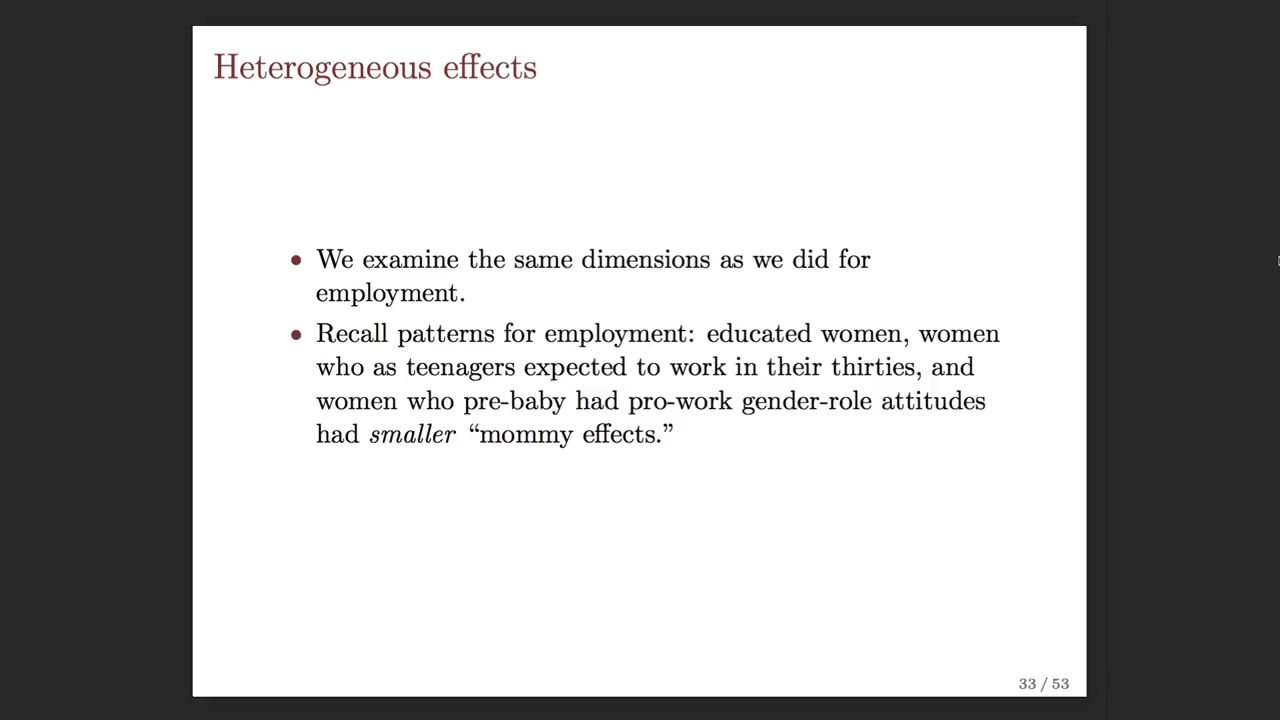 Heterogeneous effects
• We examine the same dimensions as we did for
employment.
• Recall patterns for employment: educated women, women
who as teenagers expected to work in their thirties, and
women who pre-baby had pro-work gender-role attitudes
had smaller “mommy effects.”
33 / 53